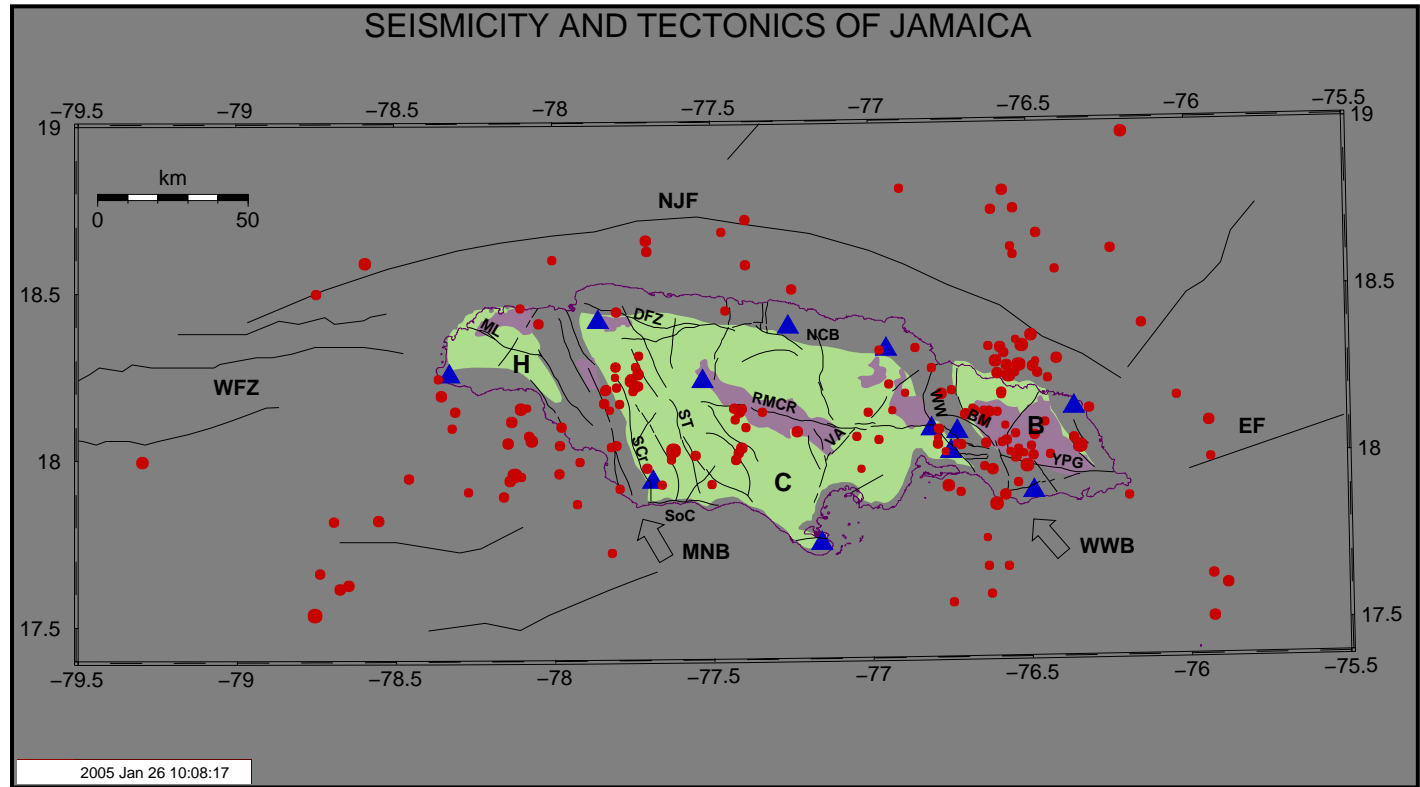 SEISMICITY AND TECTONICS OF JAMAICA
−79.5 −79 −78.5 −78 −77.5 −77 −76.5 −76 −75.5
19 19
km
0 50
NJF
18.5 18.5
DFZ
ML
NCB
H
WFZ
RMCR
WW
BM
ST
B
EF
VA
SCr
18 18
YPG
C
SoC
MNB
WWB
17.5 17.5
−79.5 −79 −78.5 −78 −77.5 −77 −76.5 −76 −75.5
2005 Jan 26 10:08:17